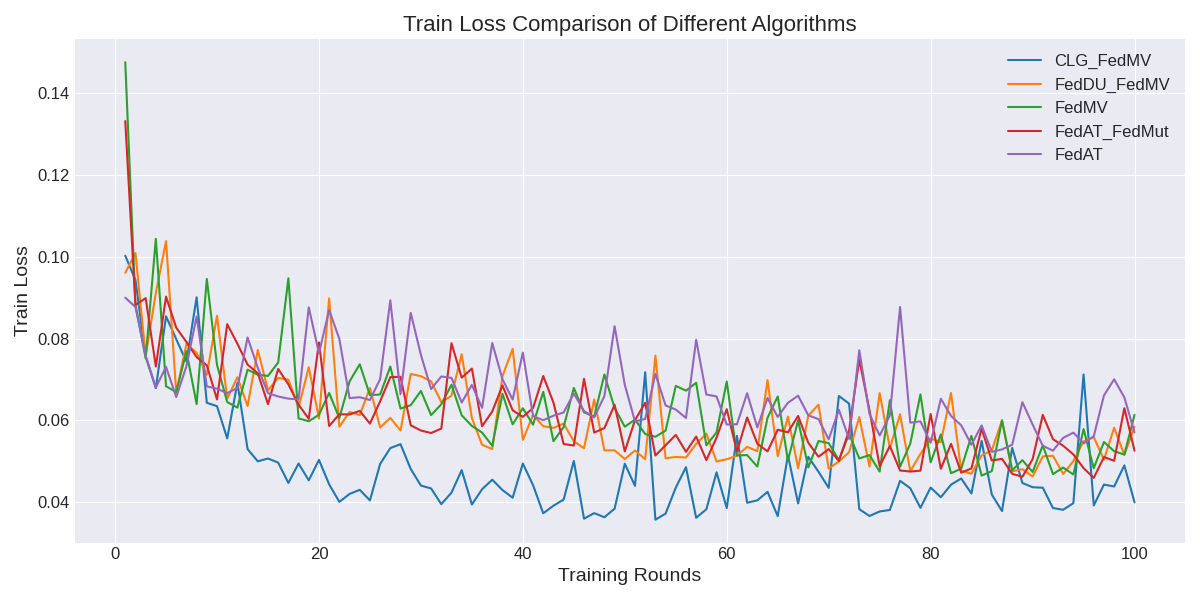 Train Loss Comparison of Different Algorithms
CLG_FedMV
FedDU_FedMV
FedMV
FedAT_FedMut
FedAT
Train Loss
0.14
0.12
0.10
0.08
0.06
0.04
0 20 40 60 80 100
Training Rounds